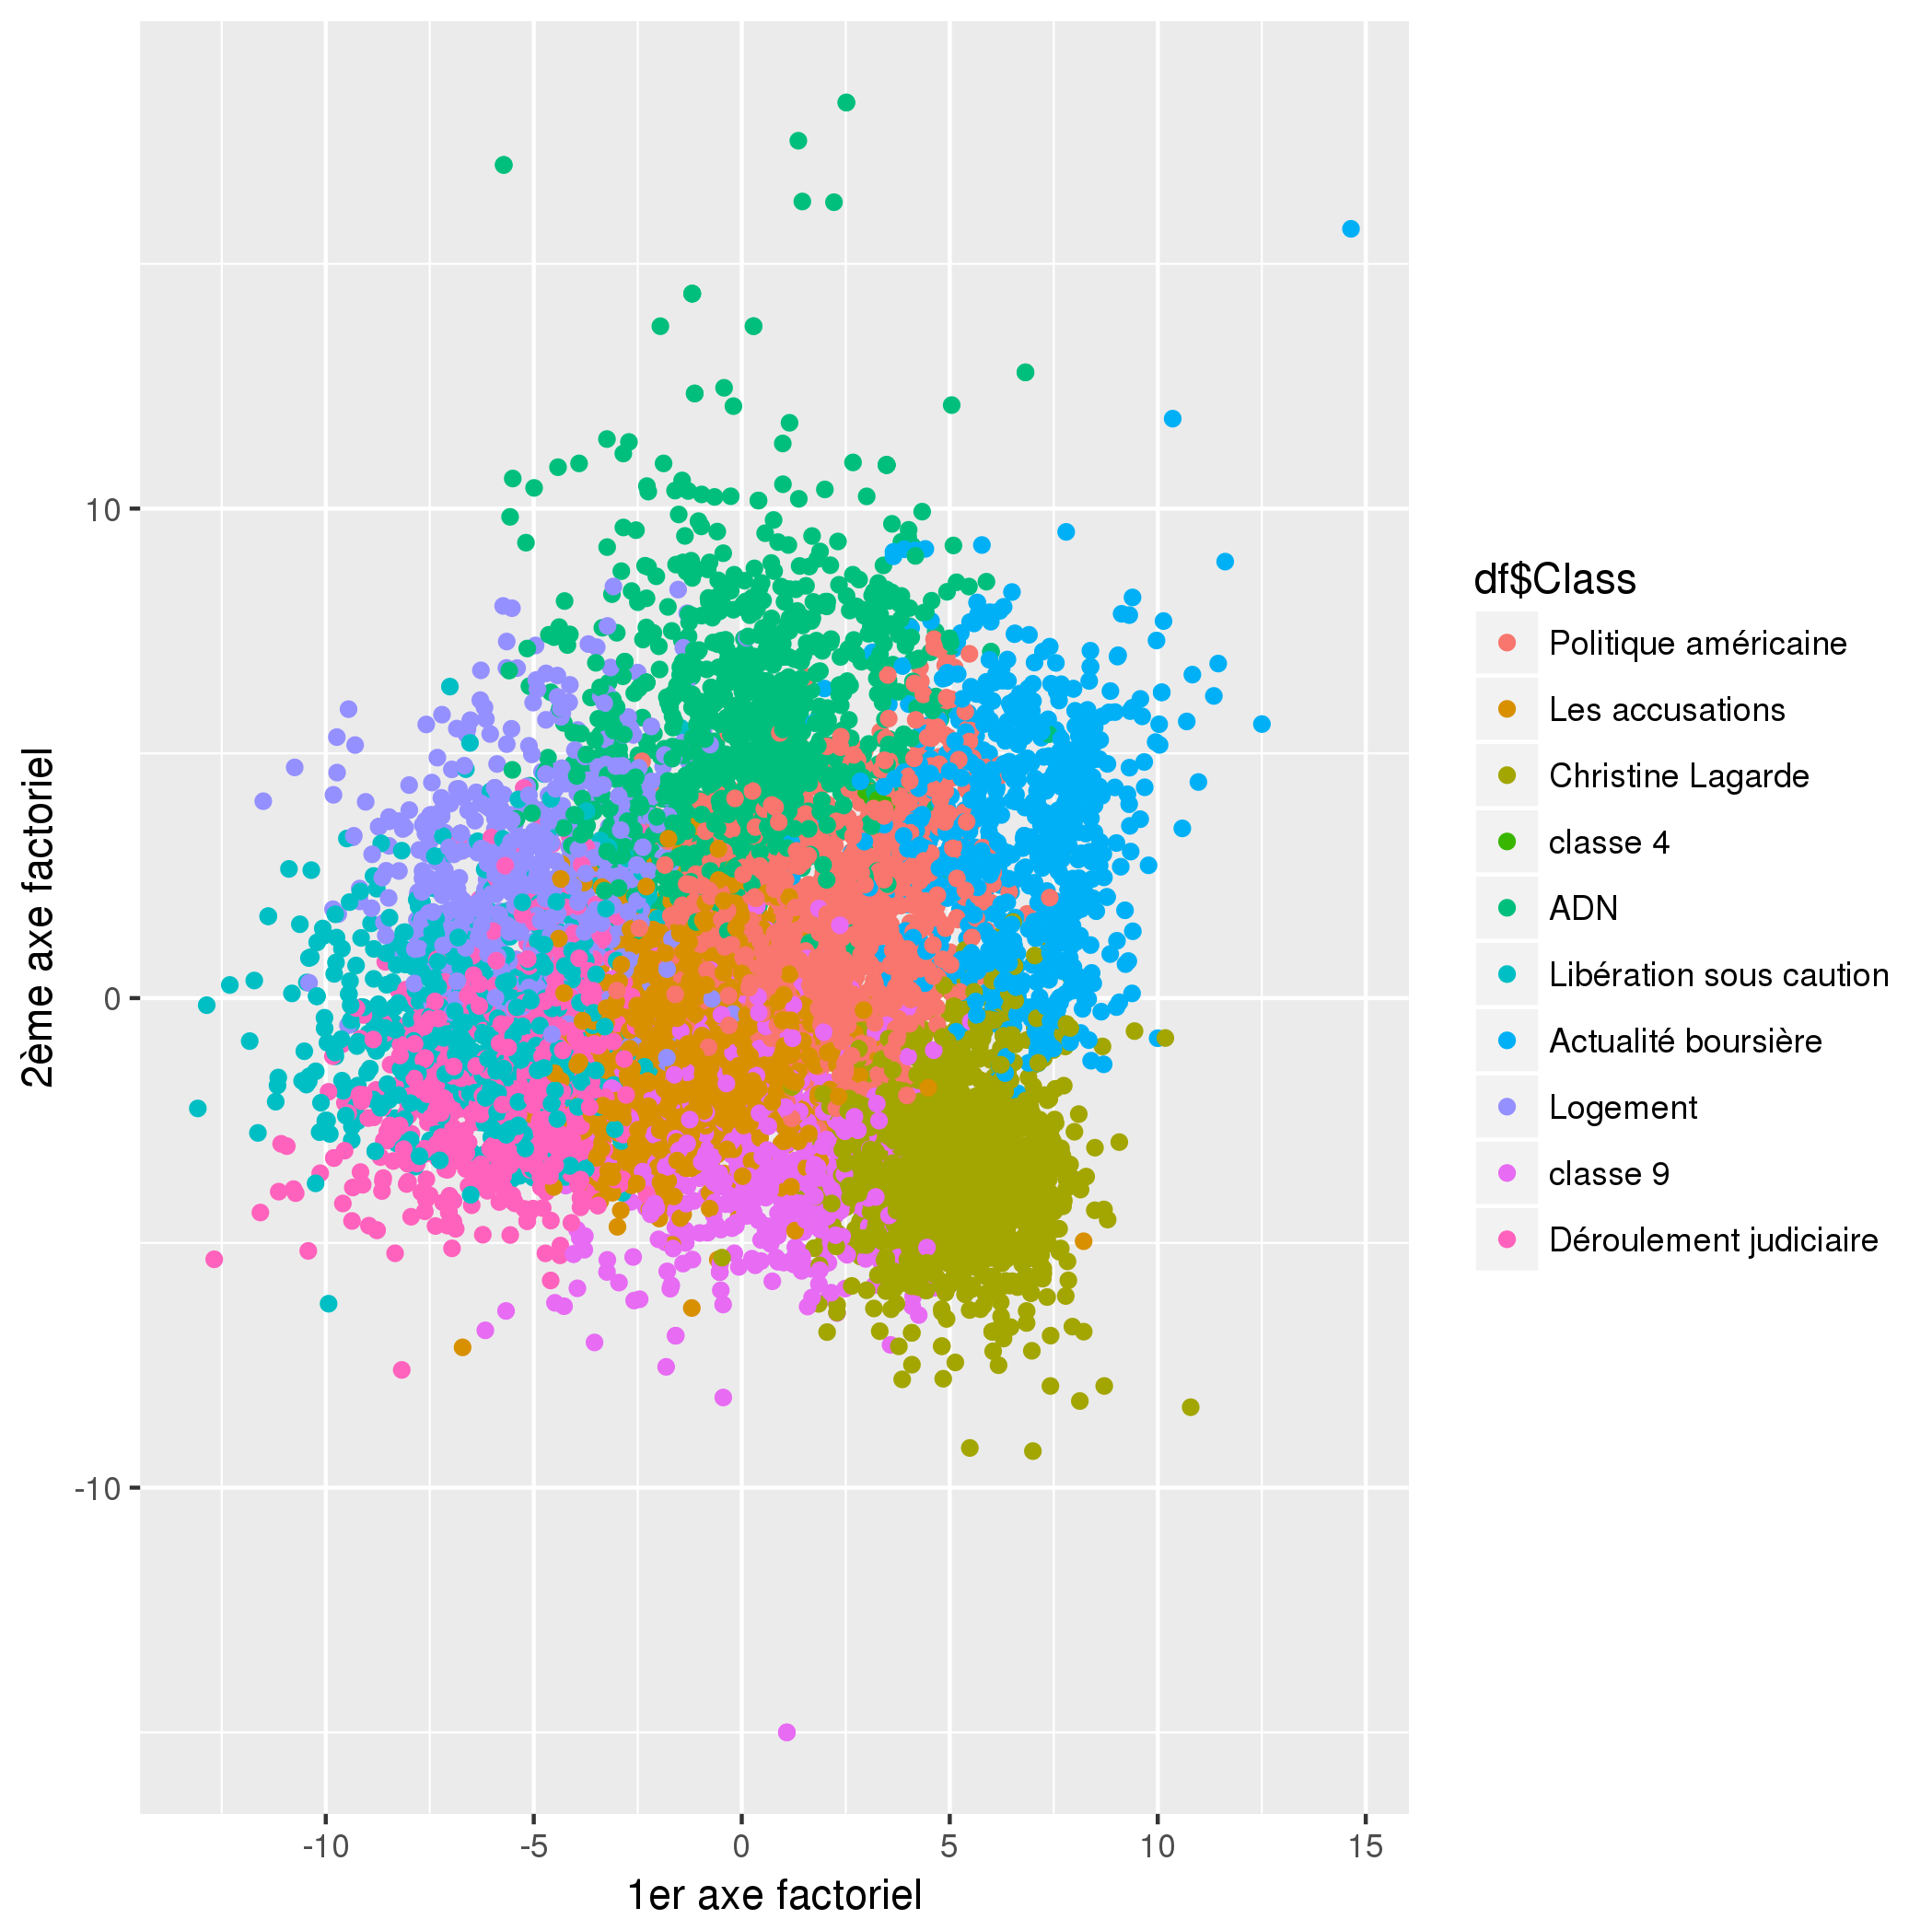 10
0
-10
2ème axe factoriel
-10
-5
0
5
10
15
1er axe factoriel
df$Class
Politique américaine
Les accusations
Christine Lagarde
classe 4
ADN
Libération sous caution
Actualité boursière
Logement
classe 9
Déroulement judiciaire